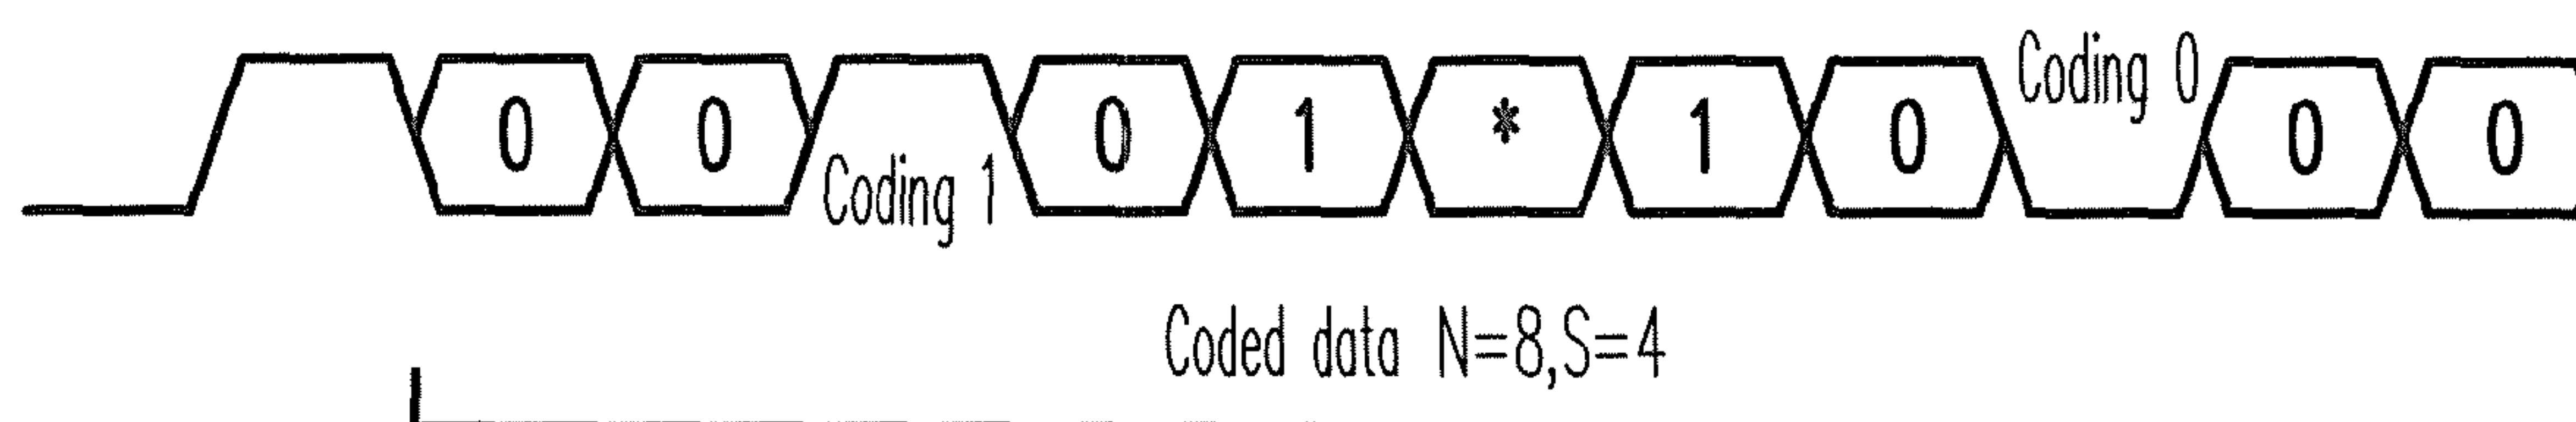 0 0 Coding 1 0 1 * 1 0 Coding 0 0 0
Coded data N=8,S=4